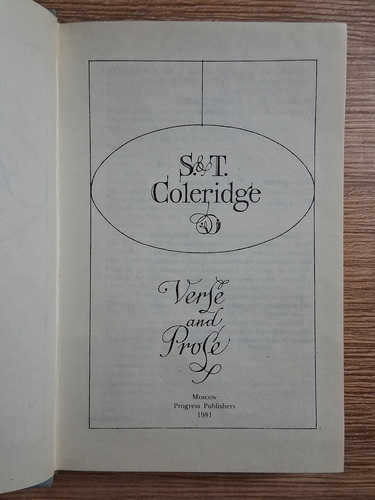 S.&T.
Coleridge
Verse
and
Prose
Moscow
Progress Publishers
1981